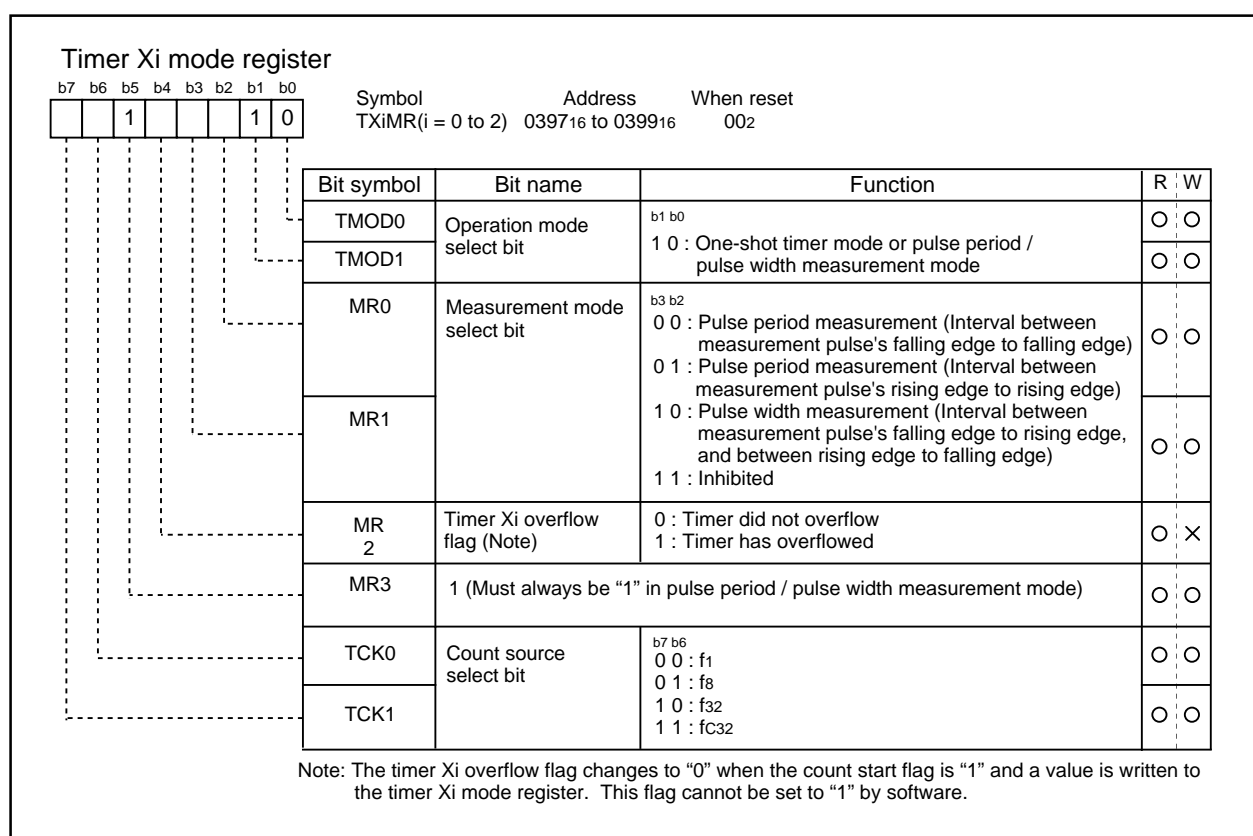 Timer Xi mode register
b7 b6 b5 b4 b3 b2 b1 b0
1 1 0
Symbol Address When reset
TXiMR(i = 0 to 2) 039716 to 039916 002
Bit symbol Bit name Function R W
TMOD0 Operation mode select bit b1 b0
1 0 : One-shot timer mode or pulse period /
pulse width measurement mode
TMOD1
MR0 Measurement mode select bit b3 b2
0 0 : Pulse period measurement (Interval between
measurement pulse's falling edge to falling edge)
0 1 : Pulse period measurement (Interval between
measurement pulse's rising edge to rising edge)
MR1 1 0 : Pulse width measurement (Interval between
measurement pulse's falling edge to rising edge,
and between rising edge to falling edge)
1 1 : Inhibited
MR Timer Xi overflow 0 : Timer did not overflow
2 flag (Note) 1 : Timer has overflowed
MR3 1 (Must always be “1” in pulse period / pulse width measurement mode)
TCK0 Count source select bit b7 b6
0 0 : f1
0 1 : f8
TCK1 1 0 : f32
1 1 : fC32
Note: The timer Xi overflow flag changes to “0” when the count start flag is “1” and a value is written to
the timer Xi mode register. This flag cannot be set to “1” by software.